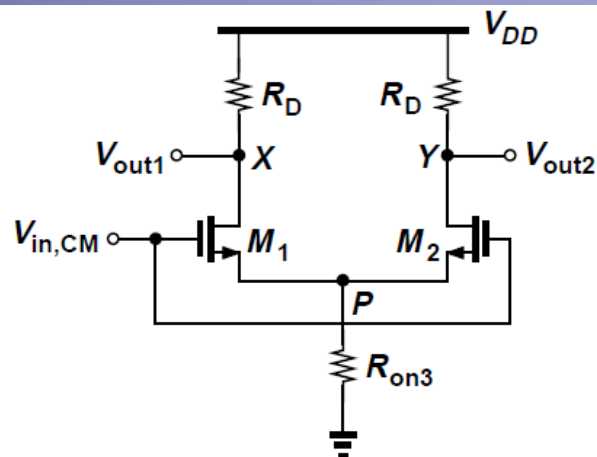 V_DD
R_D R_D
V_out1 X Y V_out2
V_in,CM M_1 M_2
P
R_on3